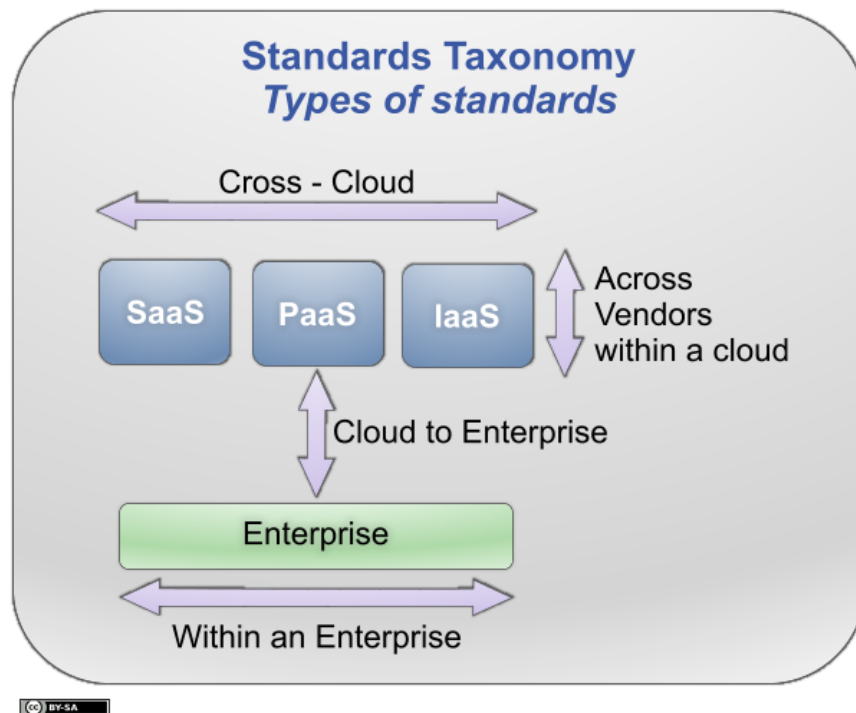 Standards Taxonomy
Types of standards
Cross - Cloud
SaaS
PaaS
IaaS
Across
Vendors
within a cloud
Cloud to Enterprise
Enterprise
Within an Enterprise
cc BY-SA